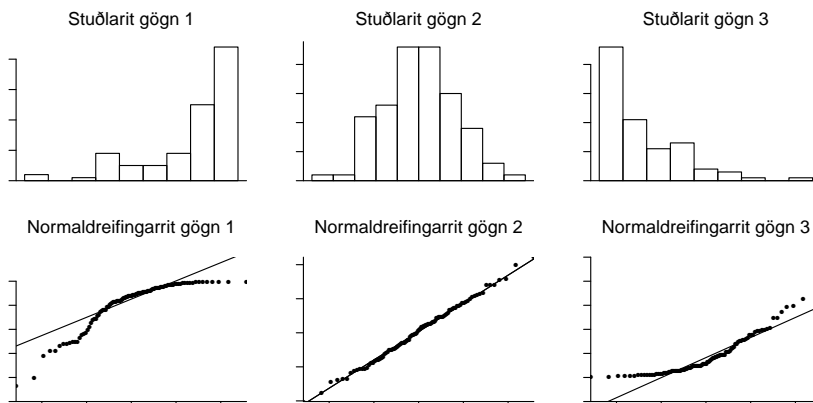 Stuðlarit gögn 1
Stuðlarit gögn 2
Stuðlarit gögn 3
Normaldreifingarrit gögn 1
Normaldreifingarrit gögn 2
Normaldreifingarrit gögn 3